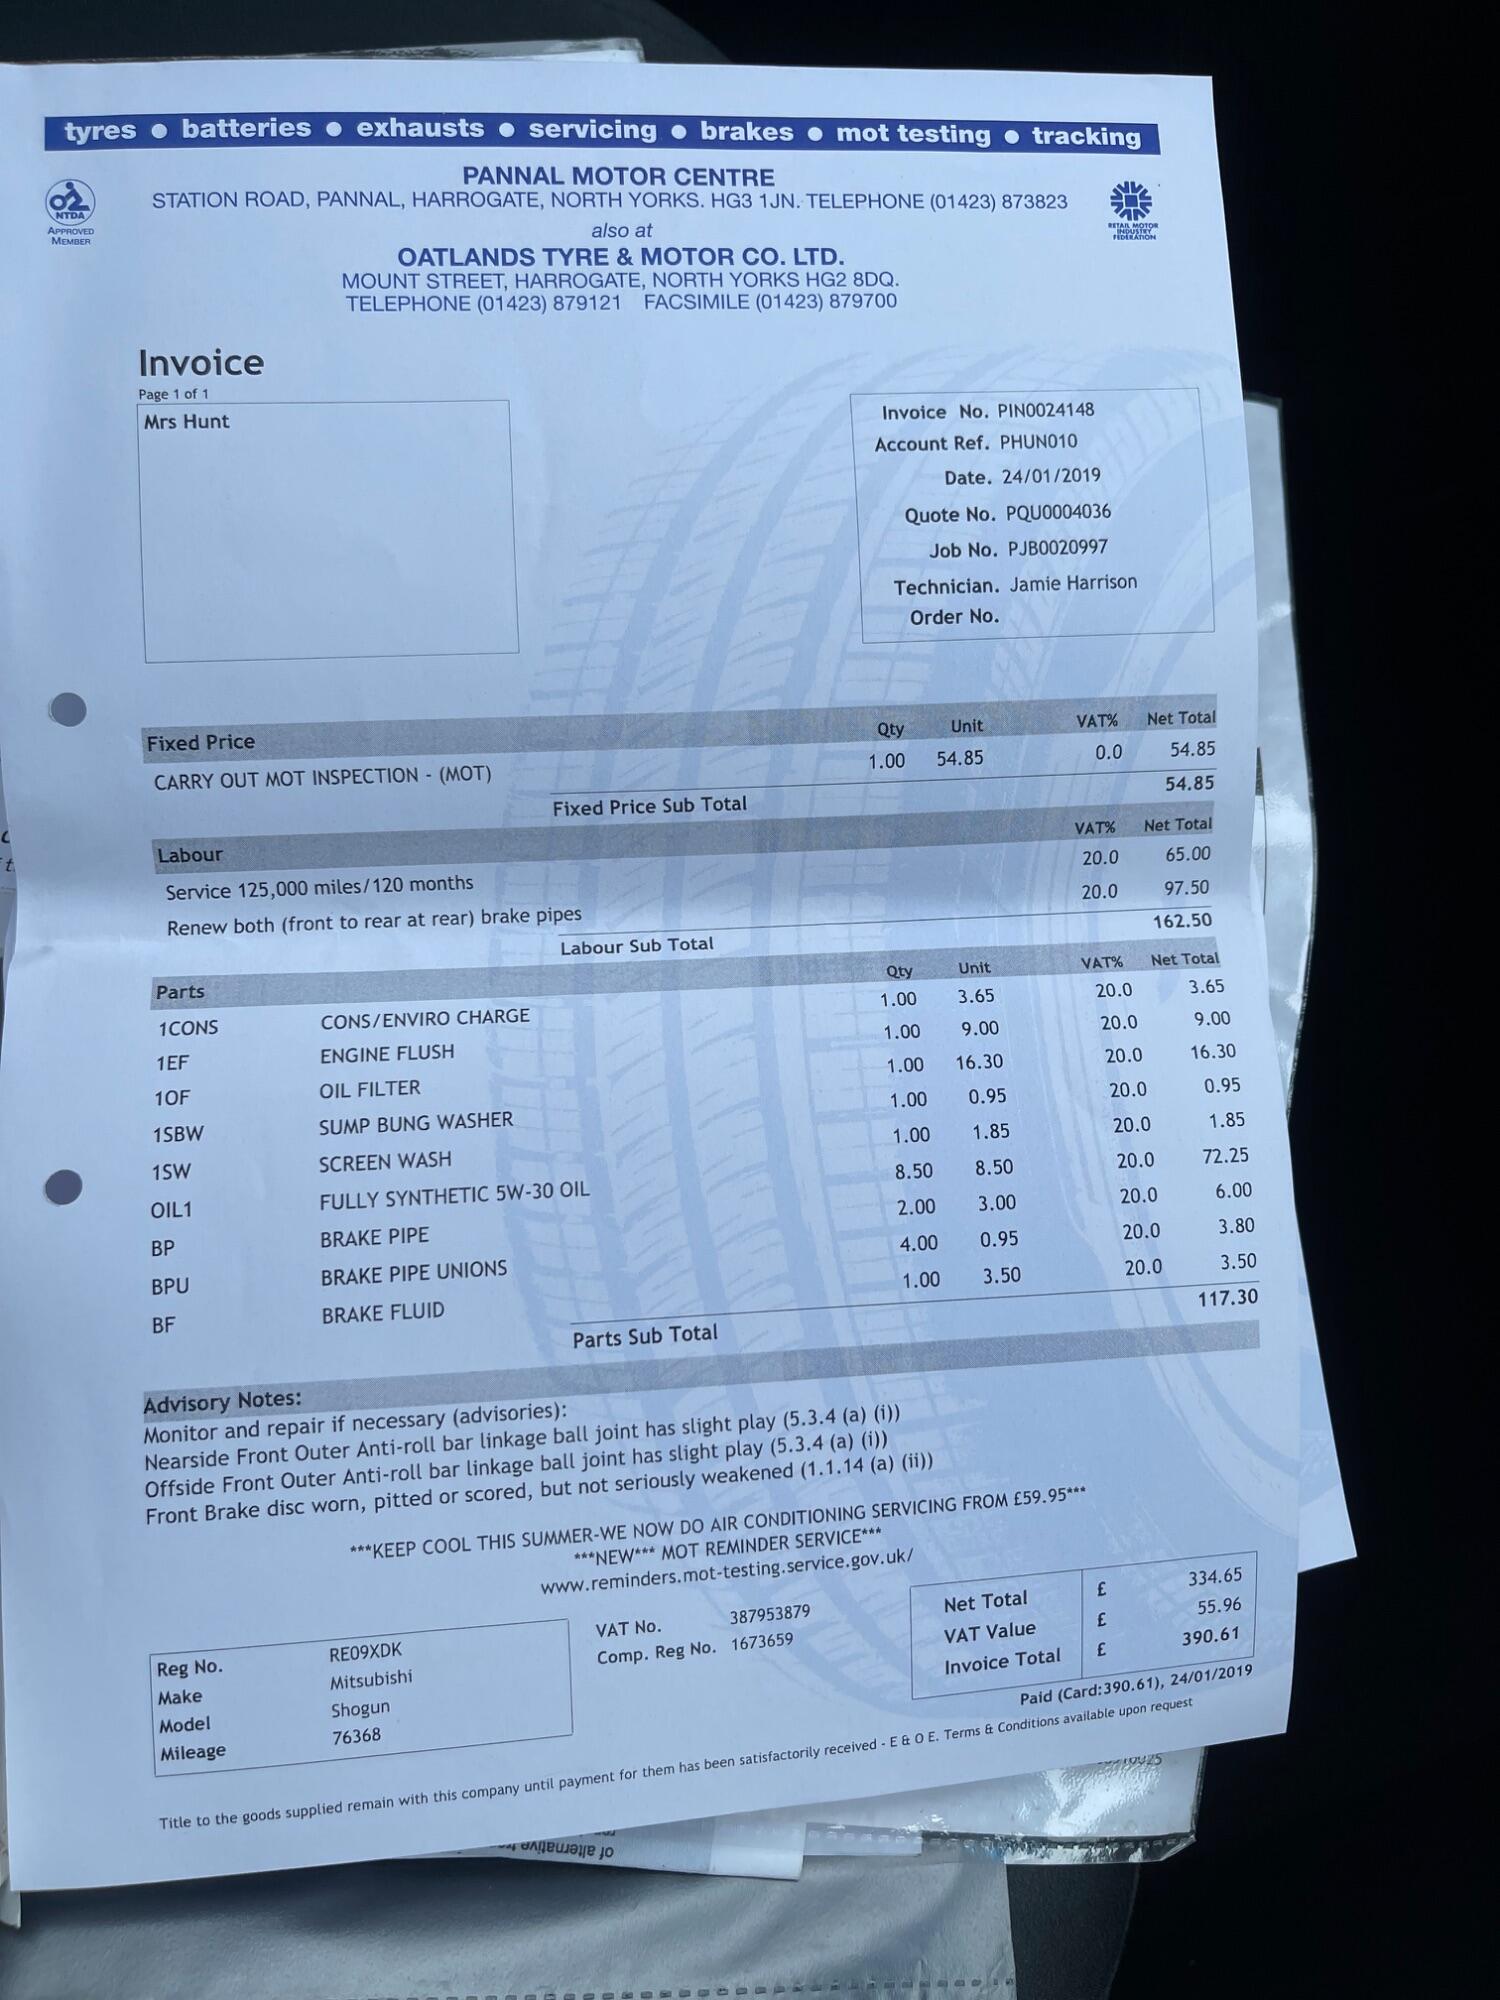 tyres ● batteries ● exhausts ● servicing ● brakes ● mot testing ● tracking
NTDA
APPROVED
MEMBER
RETAIL MOTOR
INDUSTRY
FEDERATION
PANNAL MOTOR CENTRE
STATION ROAD, PANNAL, HARROGATE, NORTH YORKS. HG3 1JN. TELEPHONE (01423) 873823
also at
OATLANDS TYRE & MOTOR CO. LTD.
MOUNT STREET, HARROGATE, NORTH YORKS HG2 8DQ.
TELEPHONE (01423) 879121 FACSIMILE (01423) 879700
Invoice
Page 1 of 1
Mrs Hunt
Invoice No. PIN0024148
Account Ref. PHUN010
Date. 24/01/2019
Quote No. PQU0004036
Job No. PJB0020997
Technician. Jamie Harrison
Order No.
Fixed Price Qty Unit VAT% Net Total
CARRY OUT MOT INSPECTION - (MOT) 1.00 54.85 0.0 54.85
Fixed Price Sub Total 54.85
Labour VAT% Net Total
Service 125,000 miles/120 months 20.0 65.00
Renew both (front to rear at rear) brake pipes 20.0 97.50
Labour Sub Total 162.50
Parts Qty Unit VAT% Net Total
1CONS CONS/ENVIRO CHARGE 1.00 3.65 20.0 3.65
1EF ENGINE FLUSH 1.00 9.00 20.0 9.00
1OF OIL FILTER 1.00 16.30 20.0 16.30
1SBW SUMP BUNG WASHER 1.00 0.95 20.0 0.95
1SW SCREEN WASH 1.00 1.85 20.0 1.85
OIL1 FULLY SYNTHETIC 5W-30 OIL 8.50 8.50 20.0 72.25
BP BRAKE PIPE 2.00 3.00 20.0 6.00
BPU BRAKE PIPE UNIONS 4.00 0.95 20.0 3.80
BF BRAKE FLUID 1.00 3.50 20.0 3.50
Parts Sub Total 117.30
Advisory Notes:
Monitor and repair if necessary (advisories):
Nearside Front Outer Anti-roll bar linkage ball joint has slight play (5.3.4 (a) (i))
Offside Front Outer Anti-roll bar linkage ball joint has slight play (5.3.4 (a) (i))
Front Brake disc worn, pitted or scored, but not seriously weakened (1.1.14 (a) (ii))
***KEEP COOL THIS SUMMER-WE NOW DO AIR CONDITIONING SERVICING FROM £59.95***
***NEW*** MOT REMINDER SERVICE***
www.reminders.mot-testing.service.gov.uk/
Reg No. RE09XDK
Make Mitsubishi
Model Shogun
Mileage 76368
VAT No. 387953879
Comp. Reg No. 1673659
Net Total £ 334.65
VAT Value £ 55.96
Invoice Total £ 390.61
Paid (Card:390.61), 24/01/2019
Title to the goods supplied remain with this company until payment for them has been satisfactorily received - E & O E. Terms & Conditions available upon request
of alternative